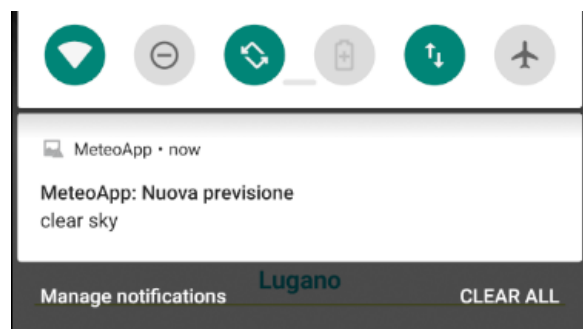 MeteoApp • now
MeteoApp: Nuova previsione
clear sky
Lugano
Manage notifications
CLEAR ALL